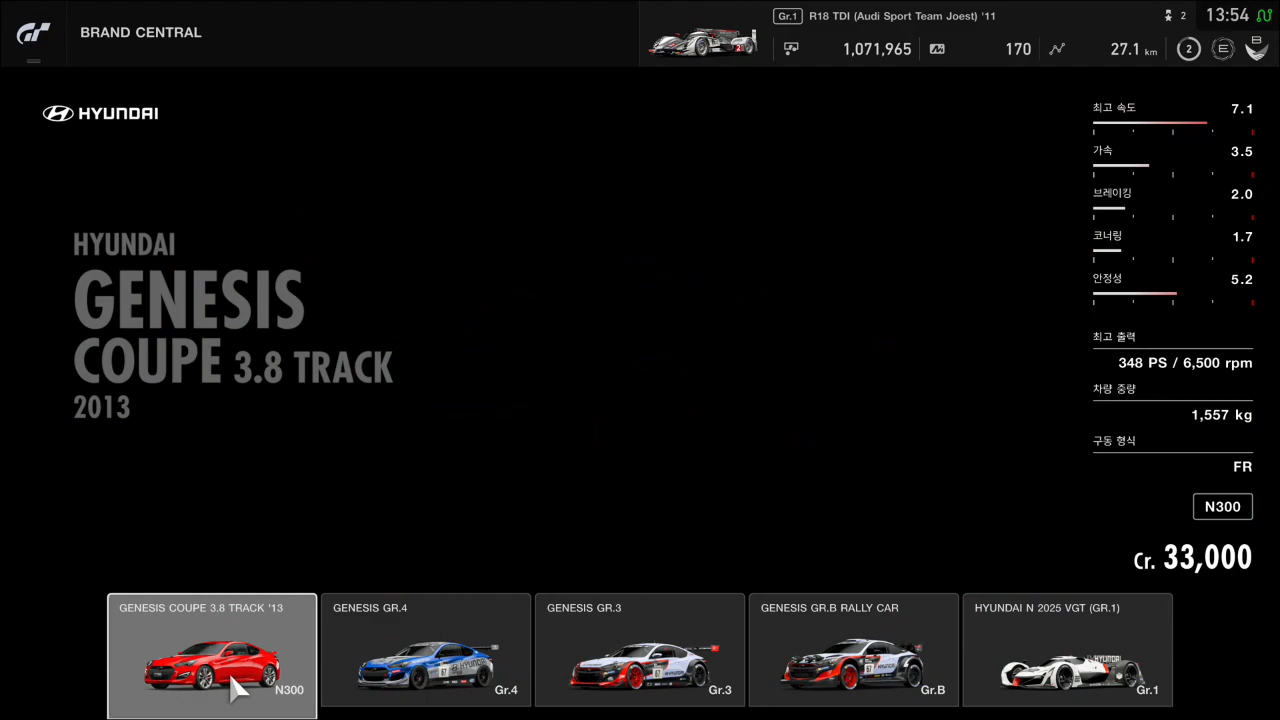 BRAND CENTRAL
Gr.1 R18 TDI (Audi Sport Team Joest) '11
2 13:54
1,071,965 170 27.1 km 2 E B
HYUNDAI
최고 속도 7.1
가속 3.5
브레이킹 2.0
코너링 1.7
안정성 5.2
HYUNDAI
GENESIS
COUPE 3.8 TRACK
2013
최고 출력
348 PS / 6,500 rpm
차량 중량
1,557 kg
구동 형식
FR
N300
Cr. 33,000
GENESIS COUPE 3.8 TRACK '13
N300
GENESIS GR.4
Gr.4
GENESIS GR.3
Gr.3
GENESIS GR.B RALLY CAR
Gr.B
HYUNDAI N 2025 VGT (GR.1)
Gr.1